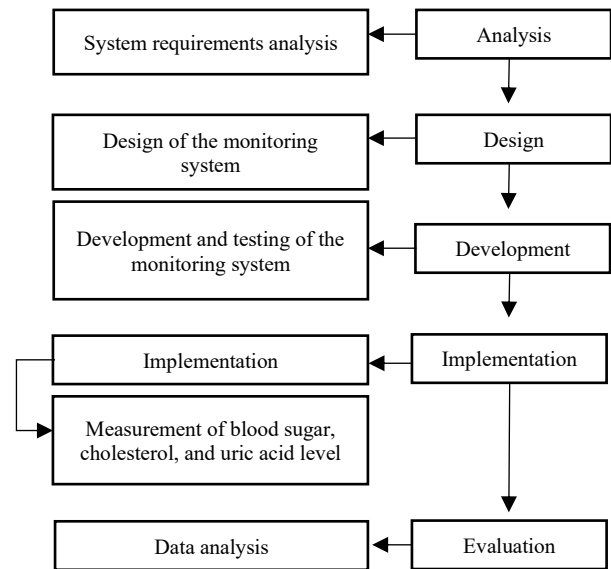 System requirements analysis
Analysis
Design of the monitoring
system
Design
Development and testing of the
monitoring system
Development
Implementation
Implementation
Measurement of blood sugar,
cholesterol, and uric acid level
Data analysis
Evaluation